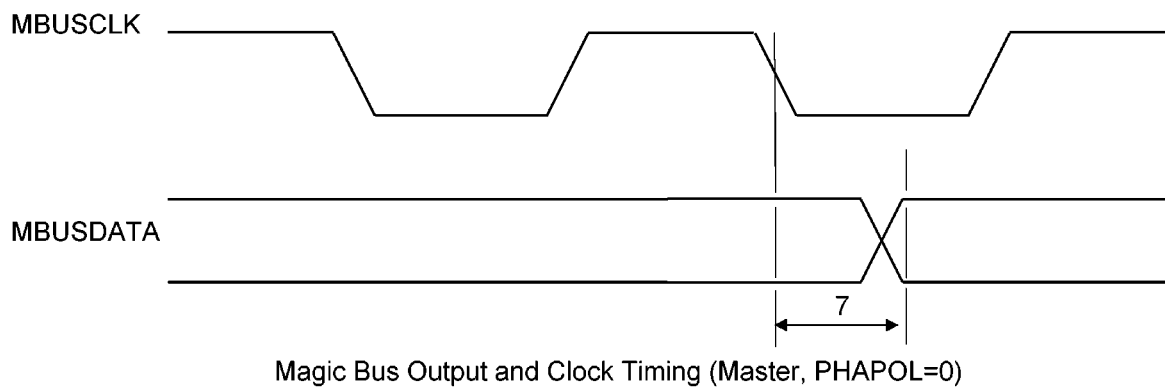 MBUSCLK
MBUSDATA
7
Magic Bus Output and Clock Timing (Master, PHAPOL=0)